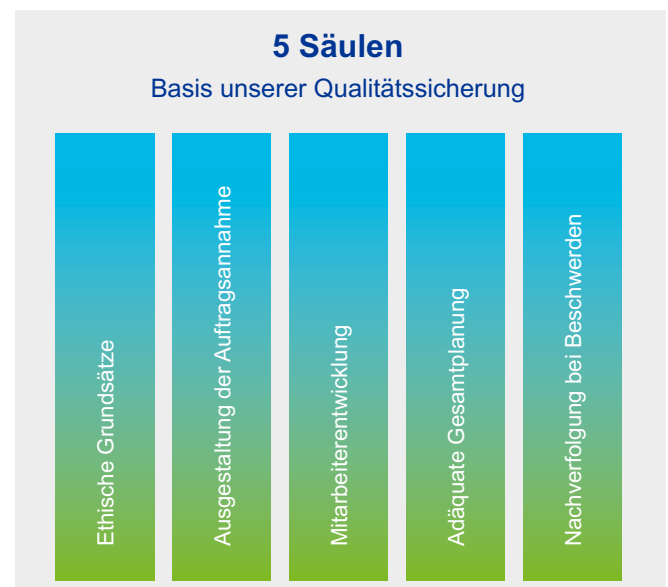 5 Säulen
Basis unserer Qualitätssicherung
Ethische Grundsätze
Ausgestaltung der Auftragsannahme
Mitarbeiterentwicklung
Adäquate Gesamtplanung
Nachverfolgung bei Beschwerden